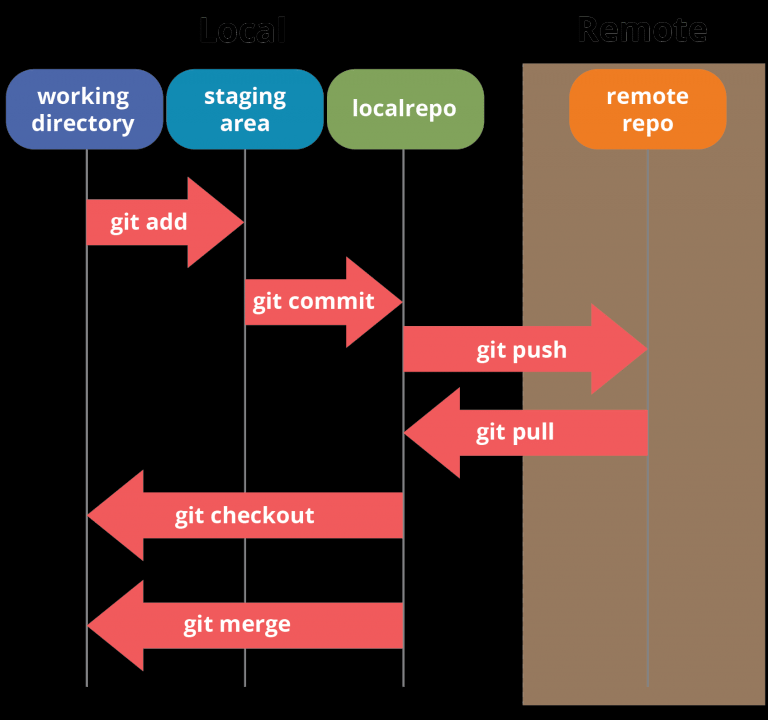 Local
Remote
working
directory
staging
area
localrepo
remote
repo
git add
git commit
git push
git pull
git checkout
git merge